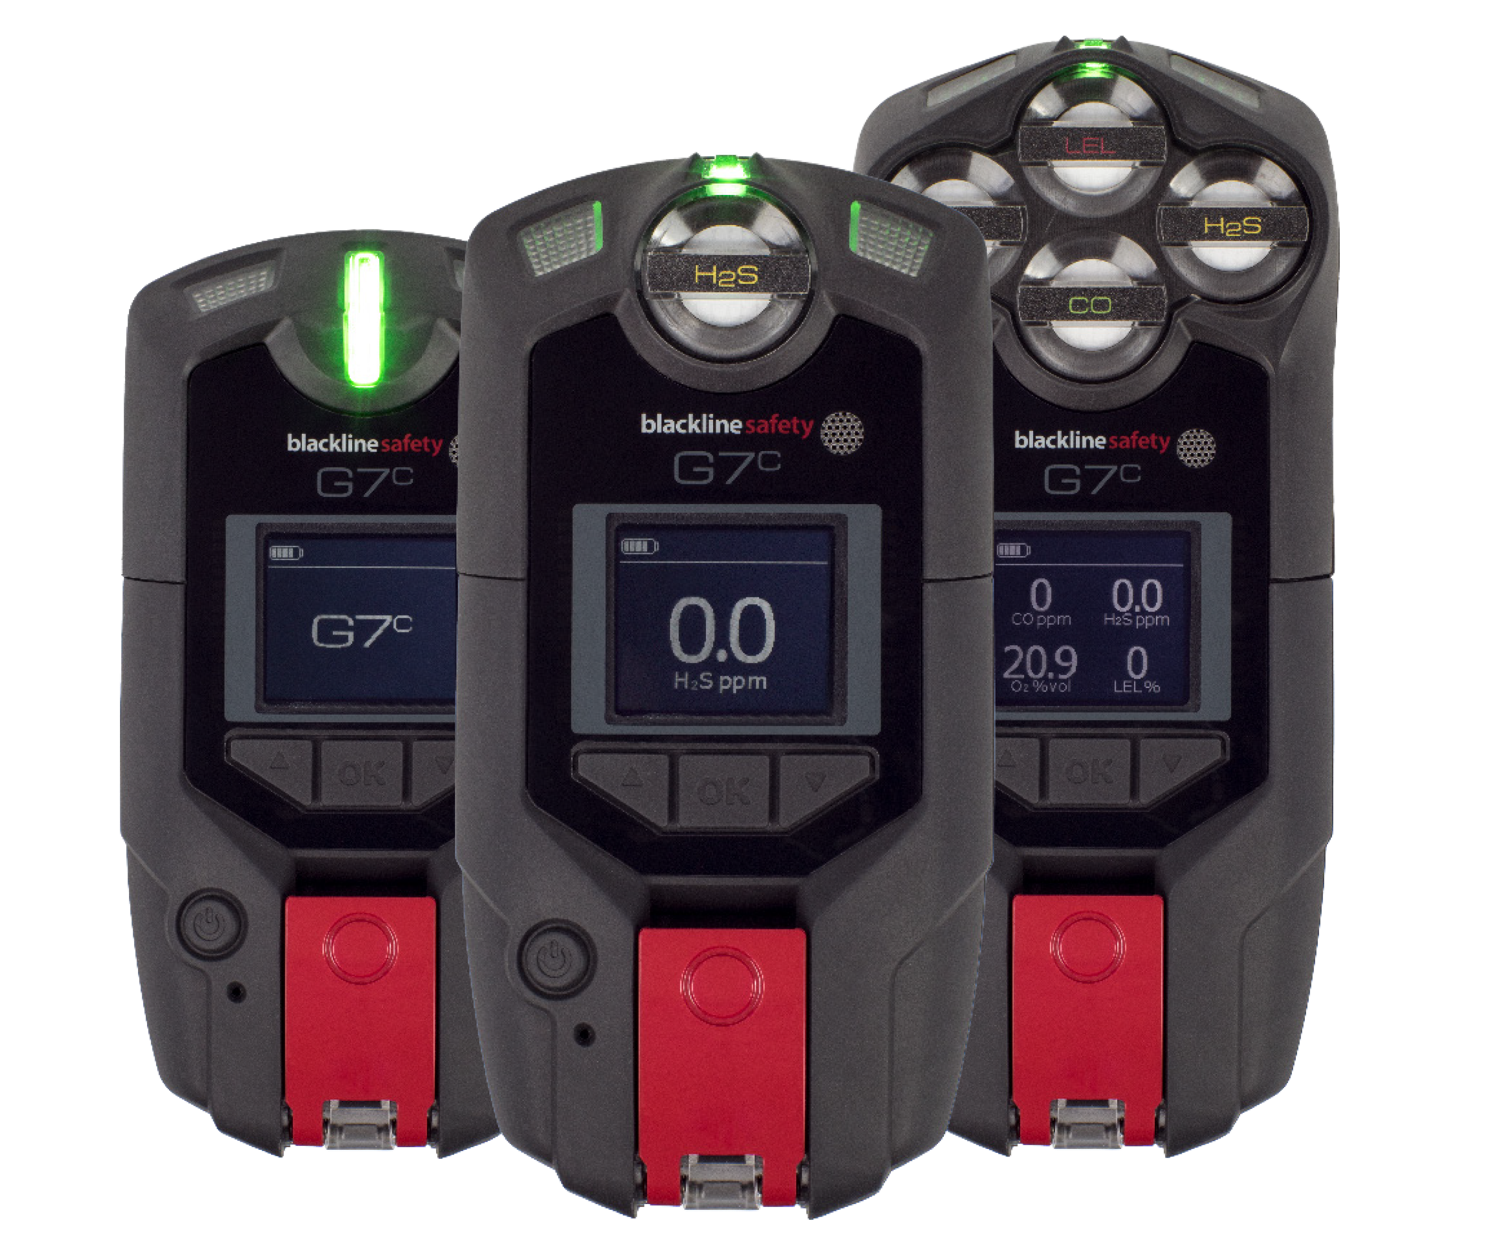 blacklinesafety
G7c
G7c
OK
H2S
blacklinesafety
G7c
0.0
H2S ppm
OK
LEL
H2S
CO
blacklinesafety
G7c
0 0.0
CO ppm H2S ppm
20.9 0
O2 %vol LEL%
OK